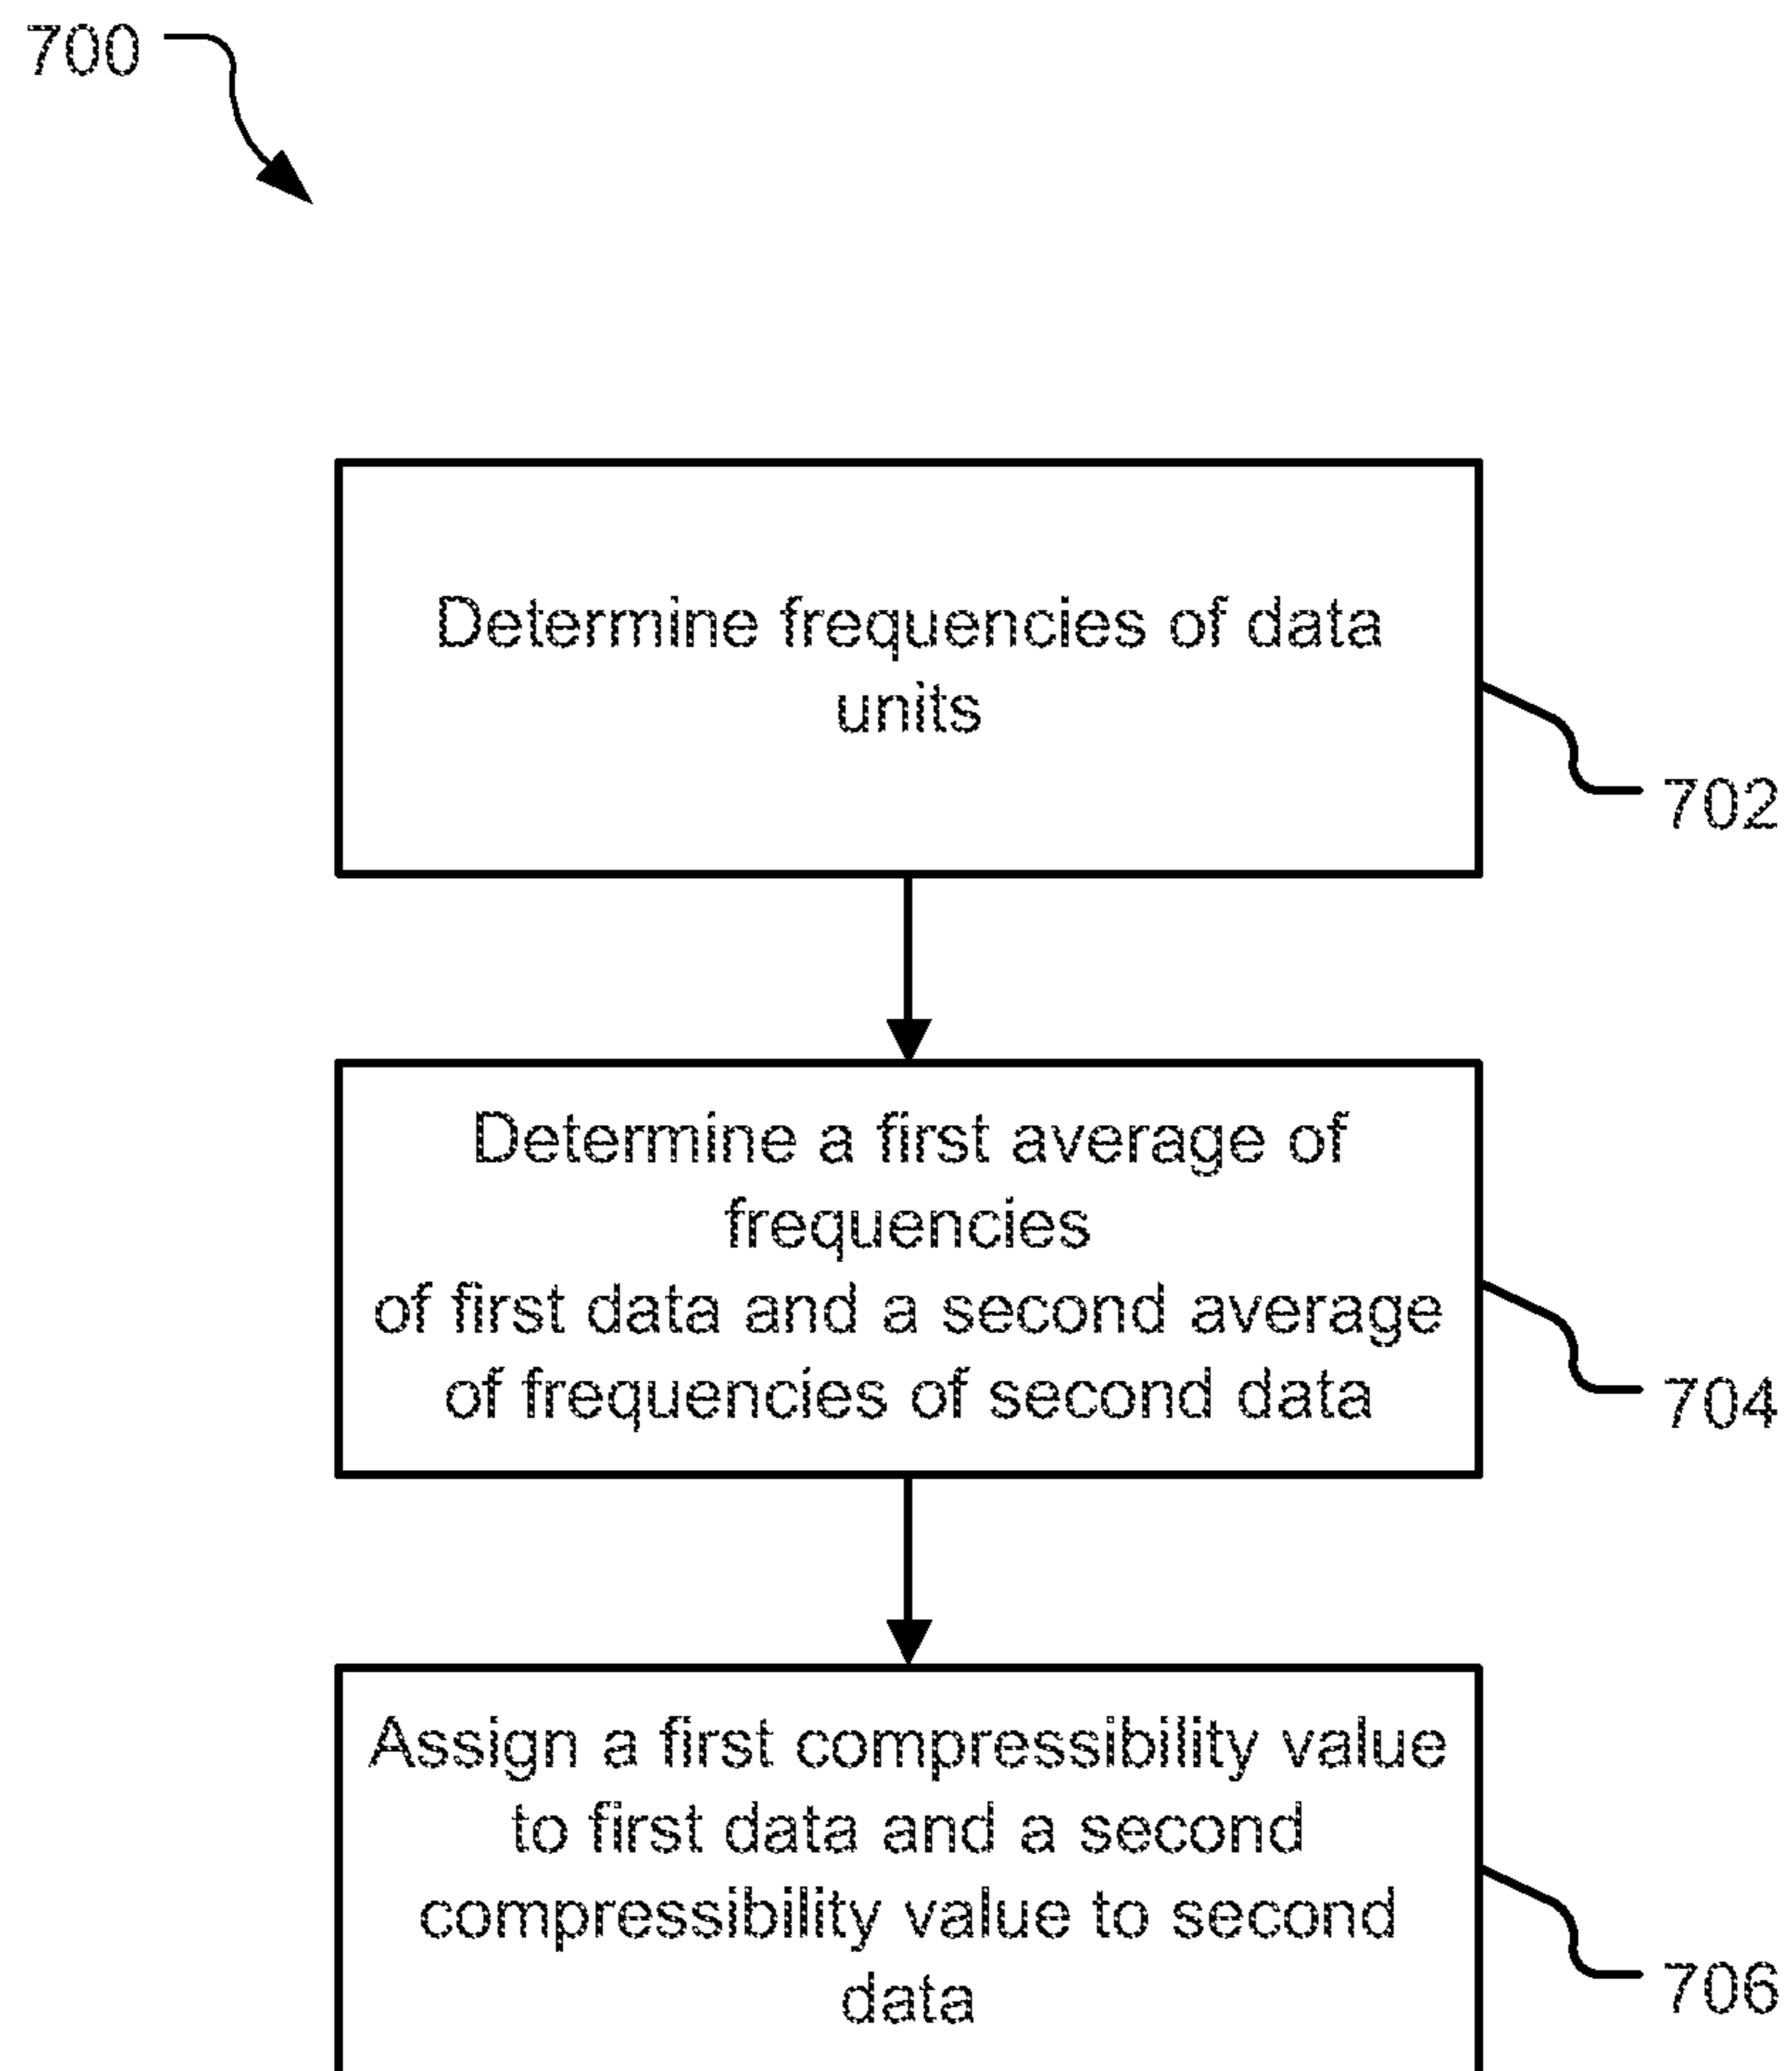 700
Determine frequencies of data
units
702
Determine a first average of
frequencies
of first data and a second average
of frequencies of second data
704
Assign a first compressibility value
to first data and a second
compressibility value to second
data
706